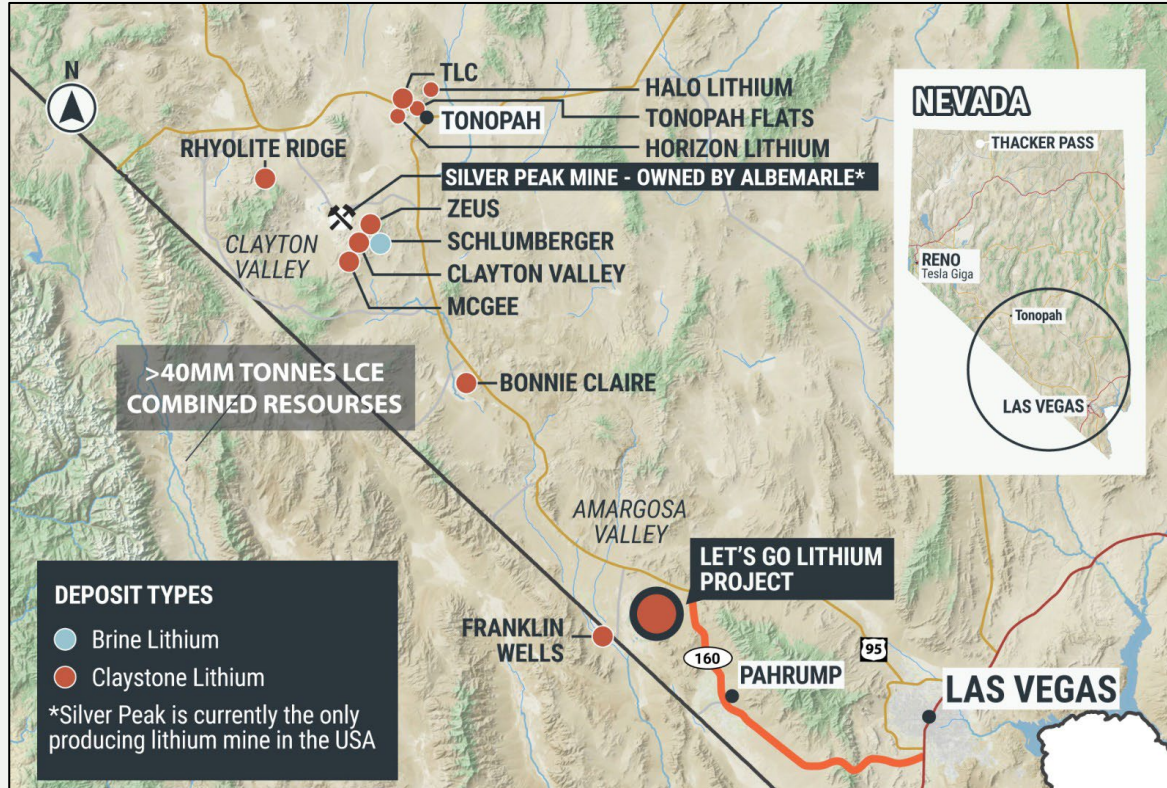 N
TLC
HALO LITHIUM
TONOPAH
TONOPAH FLATS
HORIZON LITHIUM
RHYOLITE RIDGE
SILVER PEAK MINE - OWNED BY ALBEMARLE*
ZEUS
SCHLUMBERGER
CLAYTON VALLEY
MCGEE
CLAYTON
VALLEY
>40MM TONNES LCE
COMBINED RESOURSES
BONNIE CLAIRE
AMARGOSA
VALLEY
LET'S GO LITHIUM
PROJECT
FRANKLIN
WELLS
160
PAHRUMP
95
LAS VEGAS
NEVADA
THACKER PASS
RENO
Tesla Giga
Tonopah
LAS VEGAS
DEPOSIT TYPES
Brine Lithium
Claystone Lithium
*Silver Peak is currently the only
producing lithium mine in the USA